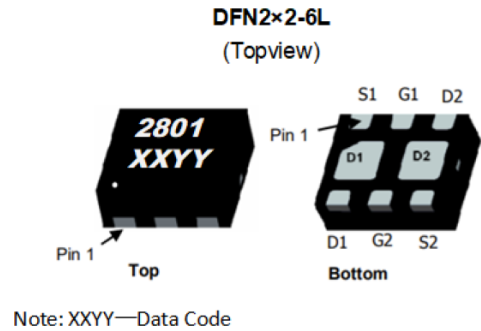 DFN2×2-6L
(Topview)
S1 G1 D2
2801
XXYY
Pin 1
D1 D2
Pin 1
D1 G2 S2
Top
Bottom
Note: XXYY—Data Code